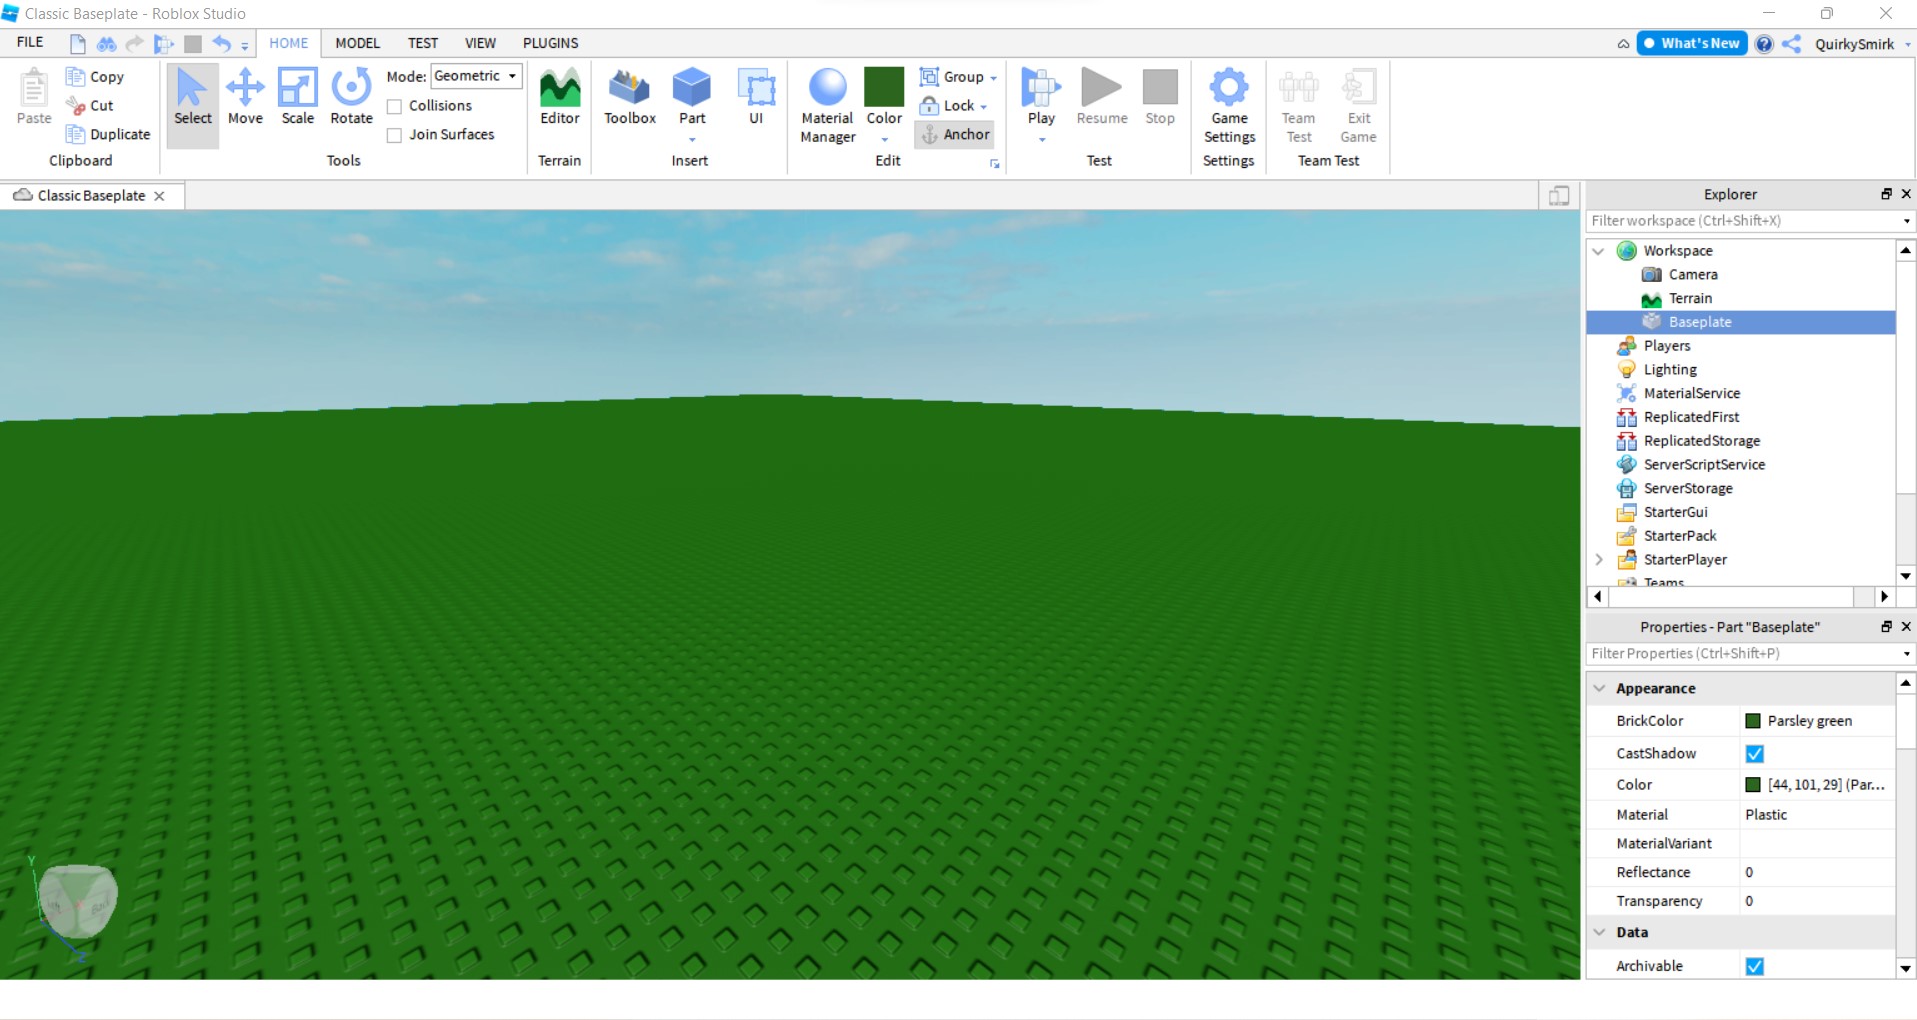 Classic Baseplate - Roblox Studio
FILE HOME MODEL TEST VIEW PLUGINS What's New QuirkySmirk
Paste
Copy
Cut
Duplicate
Clipboard
Select Move Scale Rotate
Mode: Geometric
Collisions
Join Surfaces
Tools
Editor
Terrain
Toolbox Part UI
Insert
Material Manager
Color
Group
Lock
Anchor
Edit
Play Resume Stop
Test
Game Settings
Settings
Team Test
Exit Game
Team Test
Classic Baseplate
Explorer
Filter workspace (Ctrl+Shift+X)
Workspace
Camera
Terrain
Baseplate
Players
Lighting
MaterialService
ReplicatedFirst
ReplicatedStorage
ServerScriptService
ServerStorage
StarterGui
StarterPack
StarterPlayer
Teams
Properties - Part "Baseplate"
Filter Properties (Ctrl+Shift+P)
Appearance
BrickColor Parsley green
CastShadow
Color [44, 101, 29] (Par...
Material Plastic
MaterialVariant
Reflectance 0
Transparency 0
Data
Archivable
Y
Z